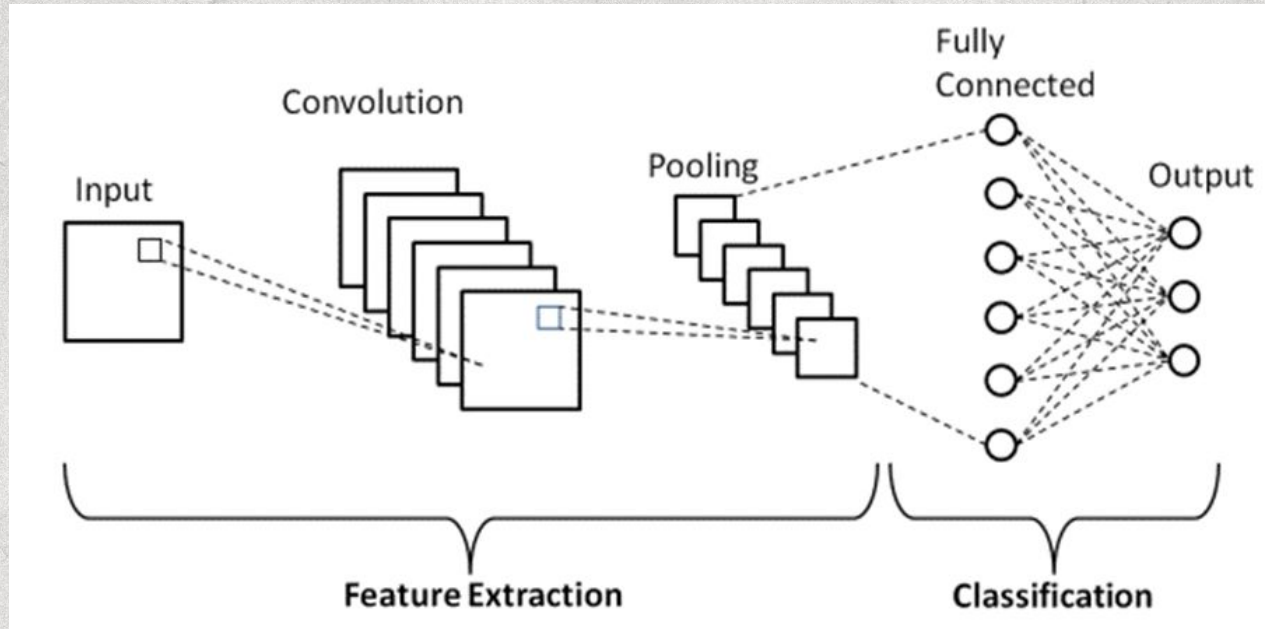 Input
Convolution
Pooling
Fully
Connected
Output
Feature Extraction
Classification